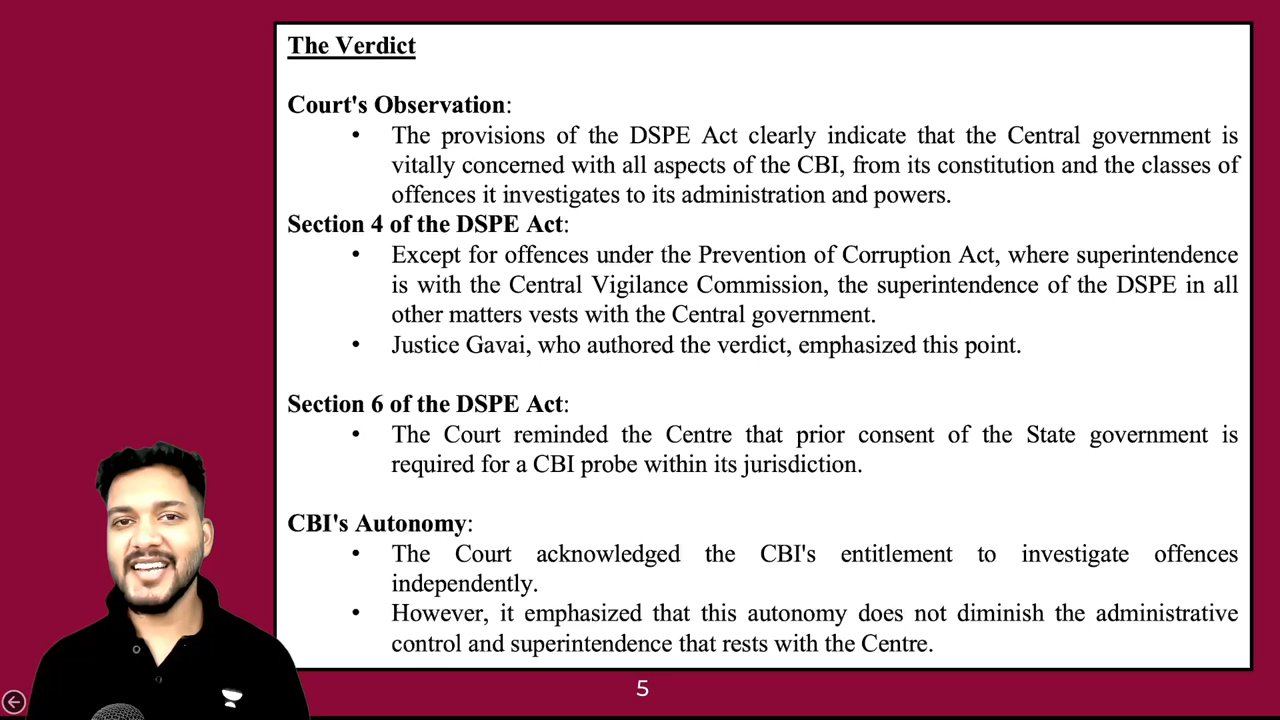 The Verdict
Court's Observation:
• The provisions of the DSPE Act clearly indicate that the Central government is
vitally concerned with all aspects of the CBI, from its constitution and the classes of
offences it investigates to its administration and powers.
Section 4 of the DSPE Act:
• Except for offences under the Prevention of Corruption Act, where superintendence
is with the Central Vigilance Commission, the superintendence of the DSPE in all
other matters vests with the Central government.
• Justice Gavai, who authored the verdict, emphasized this point.
Section 6 of the DSPE Act:
• The Court reminded the Centre that prior consent of the State government is
required for a CBI probe within its jurisdiction.
CBI's Autonomy:
• The Court acknowledged the CBI's entitlement to investigate offences
independently.
• However, it emphasized that this autonomy does not diminish the administrative
control and superintendence that rests with the Centre.
5